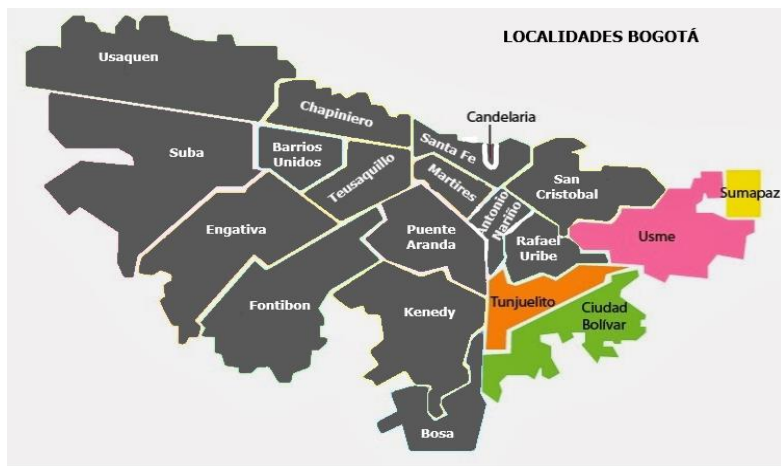 LOCALIDADES BOGOTÁ
Usaquen
Chapiniero
Candelaria
Santa Fe
Suba
Barrios
Unidos
Teusaquillo
Martires
San
Cristobal
Sumapaz
Antonio
Nariño
Engativa
Puente
Aranda
Rafael
Uribe
Usme
Fontibon
Kenedy
Tunjuelito
Ciudad
Bolívar
Bosa